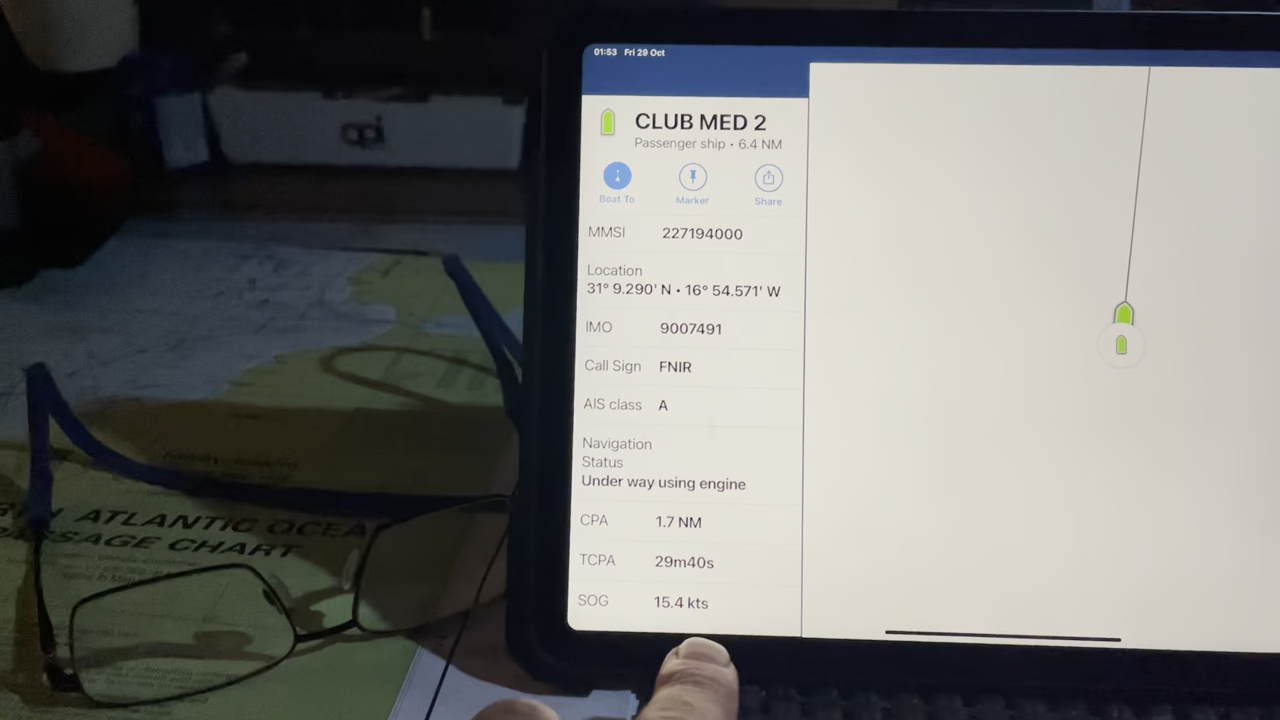 01:53 Fri 29 Oct
CLUB MED 2
Passenger ship • 6.4 NM
Boat To
Marker
Share
MMSI 227194000
Location
31° 9.290' N • 16° 54.571' W
IMO 9007491
Call Sign FNIR
AIS class A
Navigation
Status
Under way using engine
CPA 1.7 NM
TCPA 29m40s
SOG 15.4 kts
ATLANTIC OCEA
CHART